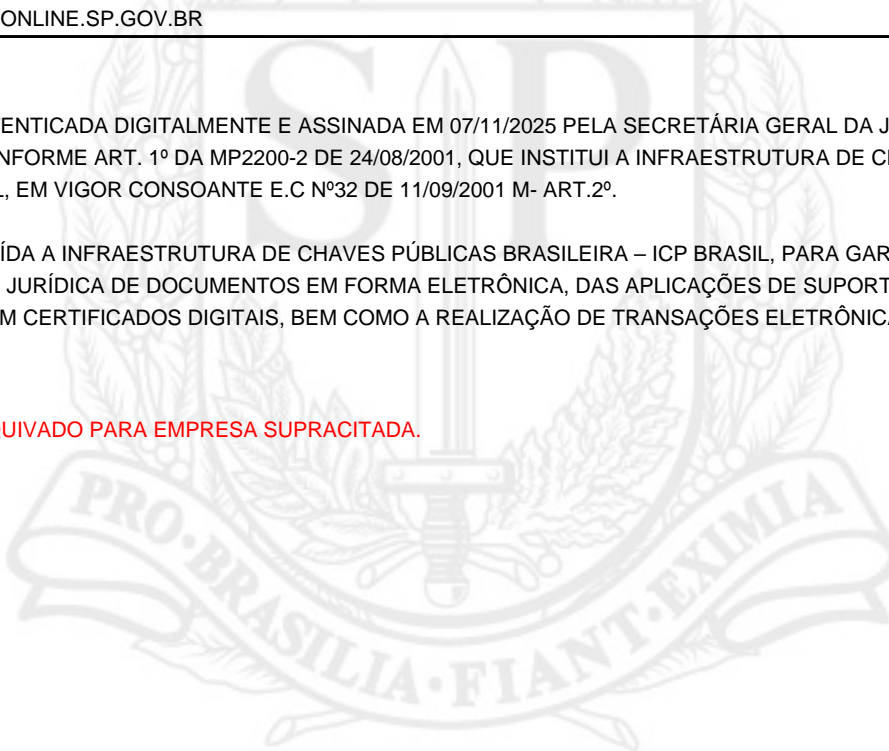 ONLINE.SP.GOV.BR
ENTICADA DIGITALMENTE E ASSINADA EM 07/11/2025 PELA SECRETÁRIA GERAL DA J
NFORME ART. 1º DA MP2200-2 DE 24/08/2001, QUE INSTITUI A INFRAESTRUTURA DE C
, EM VIGOR CONSOANTE E.C Nº32 DE 11/09/2001 M- ART.2º.
ÍDA A INFRAESTRUTURA DE CHAVES PÚBLICAS BRASILEIRA – ICP BRASIL, PARA GAR
JURÍDICA DE DOCUMENTOS EM FORMA ELETRÔNICA, DAS APLICAÇÕES DE SUPORT
M CERTIFICADOS DIGITAIS, BEM COMO A REALIZAÇÃO DE TRANSAÇÕES ELETRÔNICA
QUIVADO PARA EMPRESA SUPRACITADA.
SP
PRO·BRASILIA·FIANT·EXIMIA